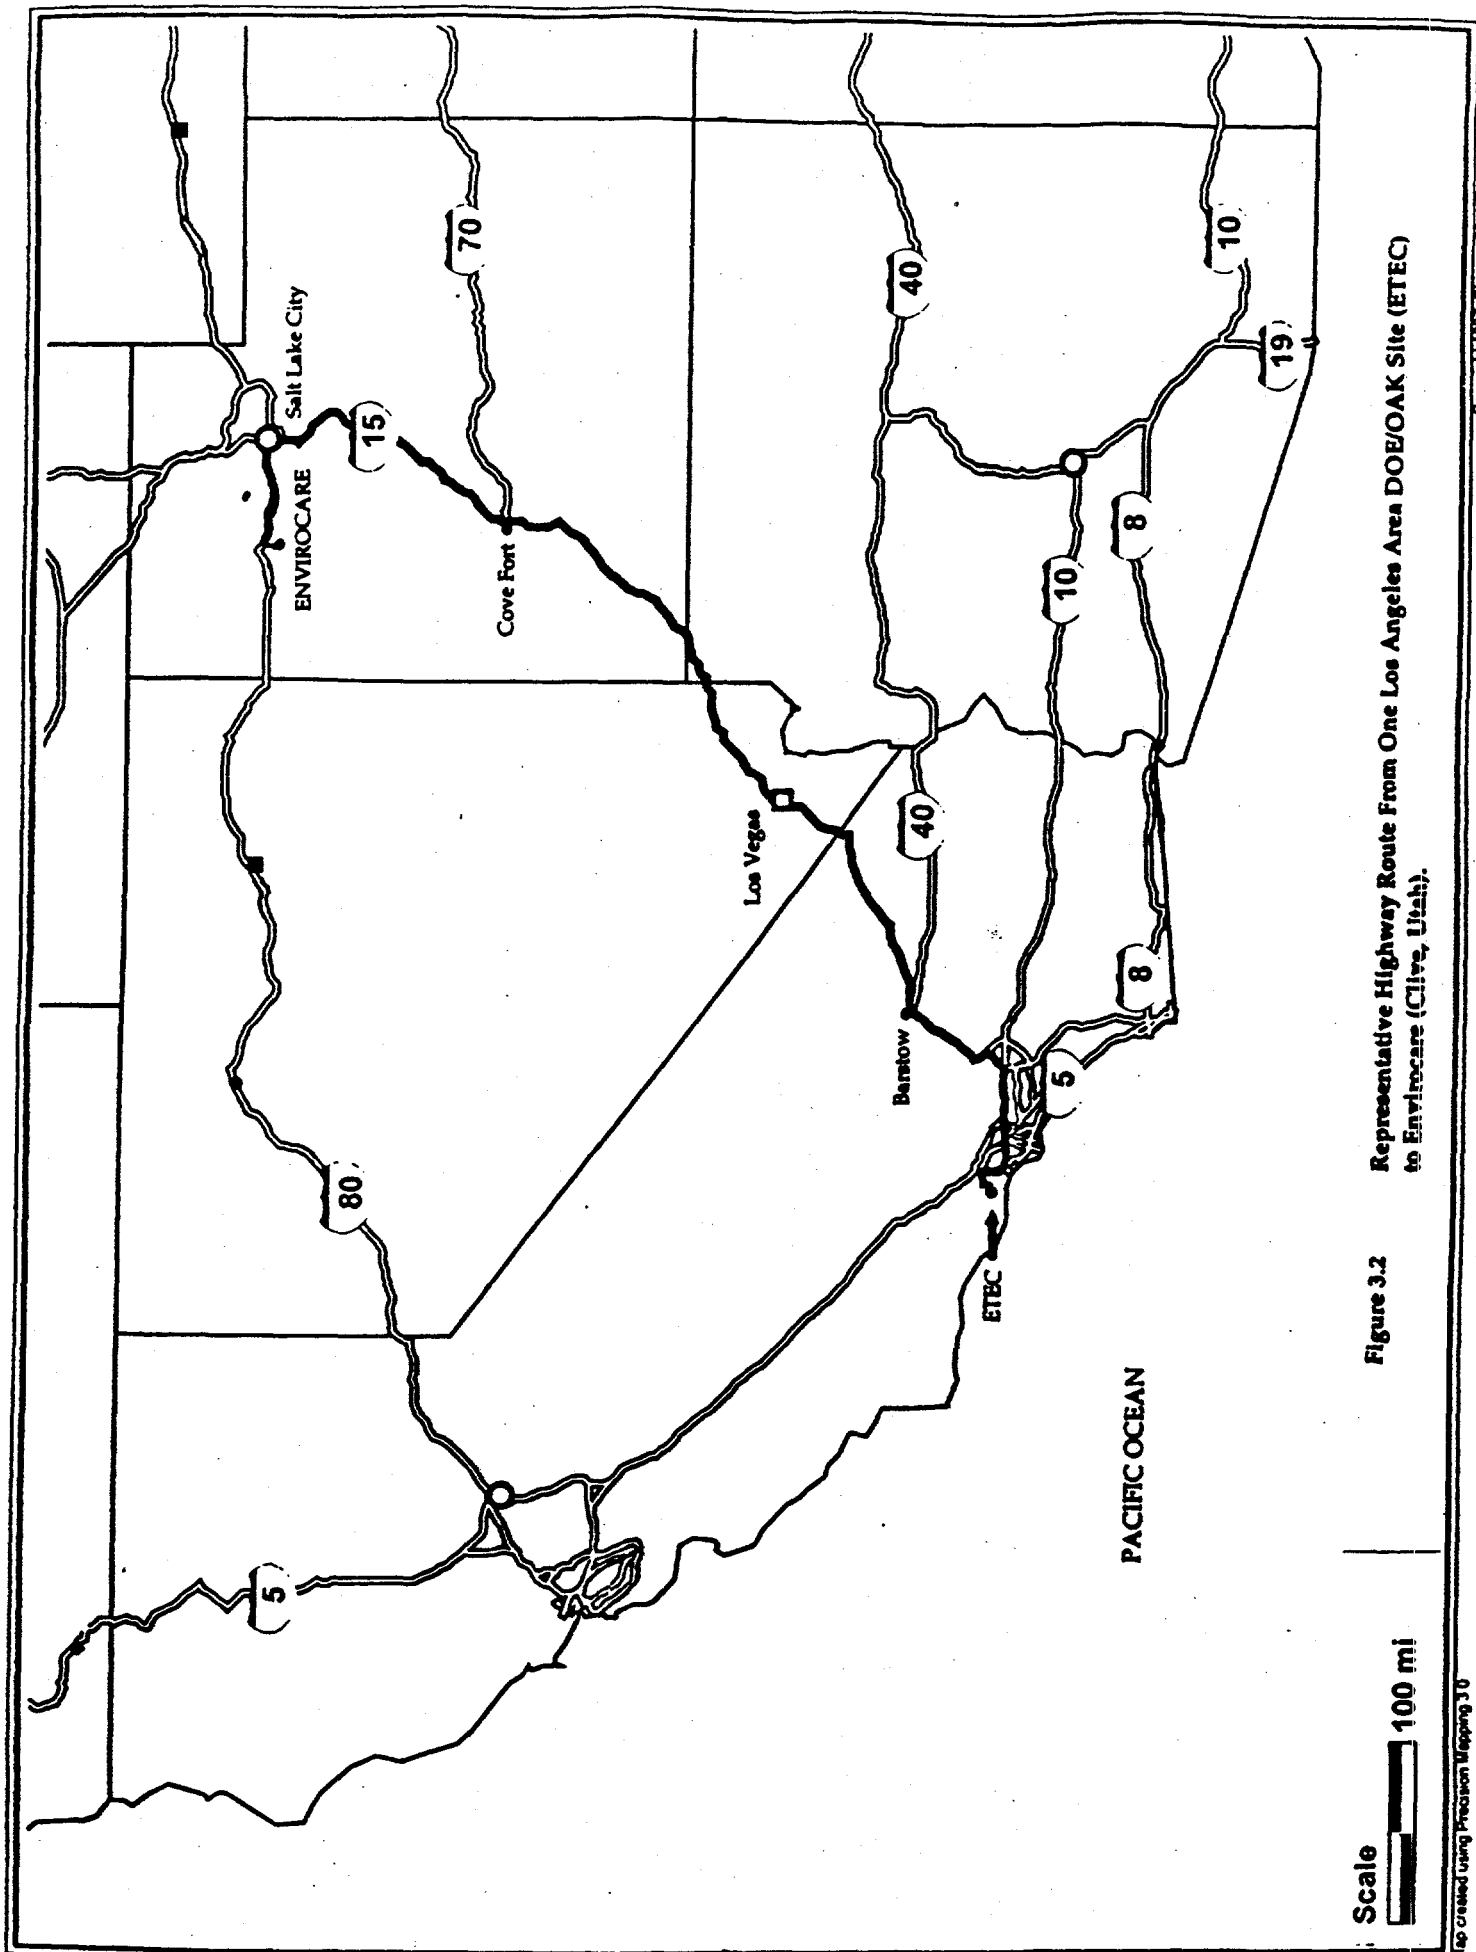 80
Salt Lake City
ENVIROCARE
15
5
Cove Fort
70
Los Vegas
Barstow
40
40
ETEC
5
10
8
8
10
10
19
PACIFIC OCEAN
Scale
100 mi
Figure 3.2
Representative Highway Route From One Los Angeles Area DOE/OAK Site (ETEC)
to Envirocare (Clive, Utah).
ap created using Precision Mapping 3 0